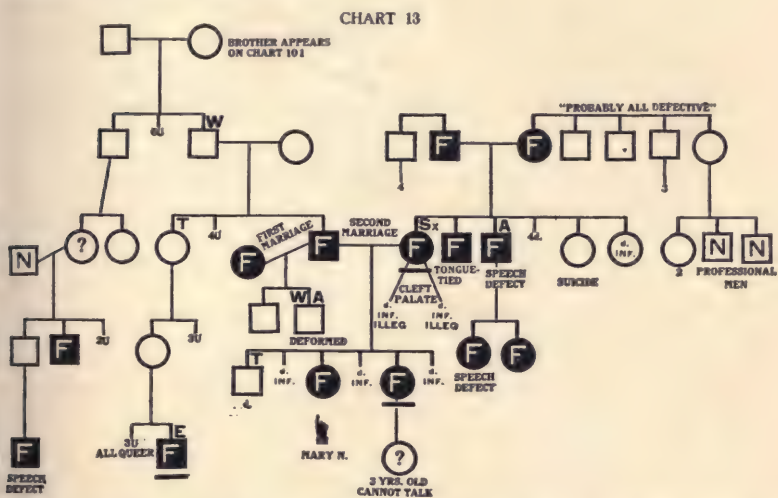 CHART 13
BROTHER APPEARS
ON CHART 101
"PROBABLY ALL DEFECTIVE"
W
6U
F
F
4
3
T
4U
FIRST
MARRIAGE
SECOND
MARRIAGE
Sx
A
?
F
F
F
F
F
d.
INF.
N
TONGUE-
TIED
SPEECH
DEFECT
SUICIDE
2
N
N
PROFESSIONAL
MEN
CLEFT
PALATE
W
A
DEFORMED
d.
INF.
ILLEG
d.
INF.
ILLEG
F
2U
3U
T
d.
INF.
F
d.
INF.
F
d.
INF.
F
F
SPEECH
DEFECT
d.
MARY M.
F
SPEECH
DEFECT
3U
ALL QUEER
E
F
?
3 YRS. OLD
CANNOT TALK